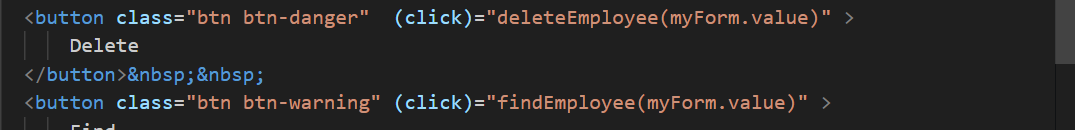 <button class="btn btn-danger"  (click)="deleteEmployee(myForm.value)" >
Delete
</button>&nbsp;&nbsp;
<button class="btn btn-warning" (click)="findEmployee(myForm.value)" >
Find